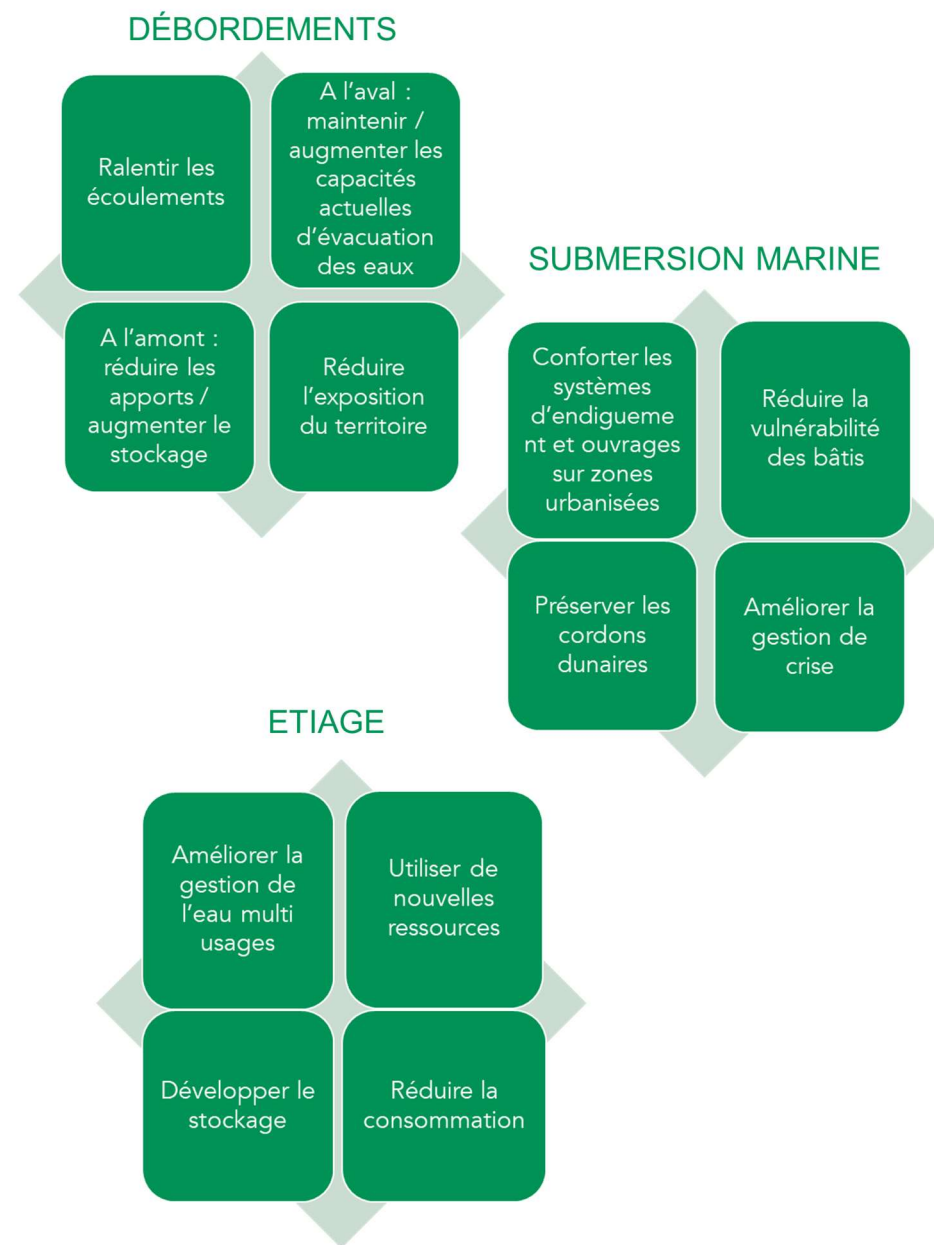 DÉBORDEMENTS
Ralentir les
écoulements
A l'aval :
maintenir /
augmenter les
capacités
actuelles
d'évacuation
des eaux
A l'amont :
réduire les
apports /
augmenter le
stockage
Réduire
l'exposition
du territoire
SUBMERSION MARINE
Conforter les
systèmes
d'endigueme
nt et ouvrages
sur zones
urbanisées
Réduire la
vulnérabilité
des bâtis
Préserver les
cordons
dunaires
Améliorer la
gestion de
crise
ETIAGE
Améliorer la
gestion de
l'eau multi
usages
Utiliser de
nouvelles
ressources
Développer le
stockage
Réduire la
consommation